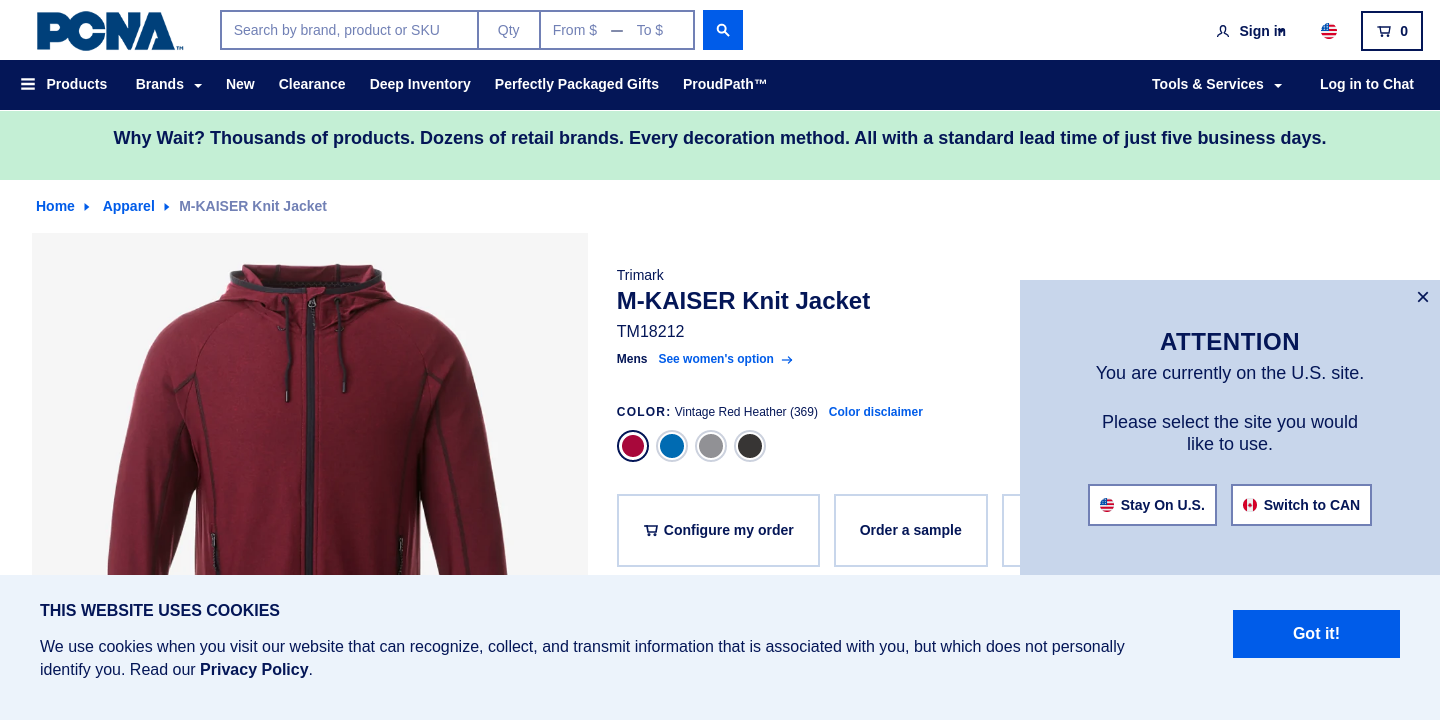 PCNA™
Search by brand, product or SKU
Qty
From $ — To $
Sign in
0
Products
Brands
New
Clearance
Deep Inventory
Perfectly Packaged Gifts
ProudPath™
Tools & Services
Log in to Chat
Why Wait? Thousands of products. Dozens of retail brands. Every decoration method. All with a standard lead time of just five business days.
Home
Apparel
M-KAISER Knit Jacket
Trimark
M-KAISER Knit Jacket
TM18212
Mens See women's option →
COLOR: Vintage Red Heather (369) Color disclaimer
Configure my order
Order a sample
×
ATTENTION
You are currently on the U.S. site.
Please select the site you would
like to use.
Stay On U.S.
Switch to CAN
THIS WEBSITE USES COOKIES
We use cookies when you visit our website that can recognize, collect, and transmit information that is associated with you, but which does not personally
identify you. Read our Privacy Policy.
Got it!